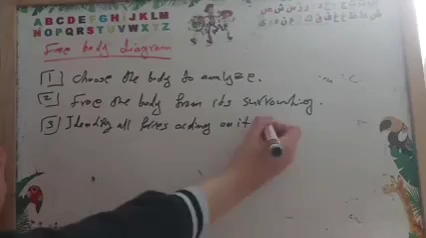 ABCDEFGHIJKLM
NOPQRSTUVWXYZ
Free body diagram
1 choose the body to analyze.
2 Free the body from its surrounding.
3 Identify all forces acting on it